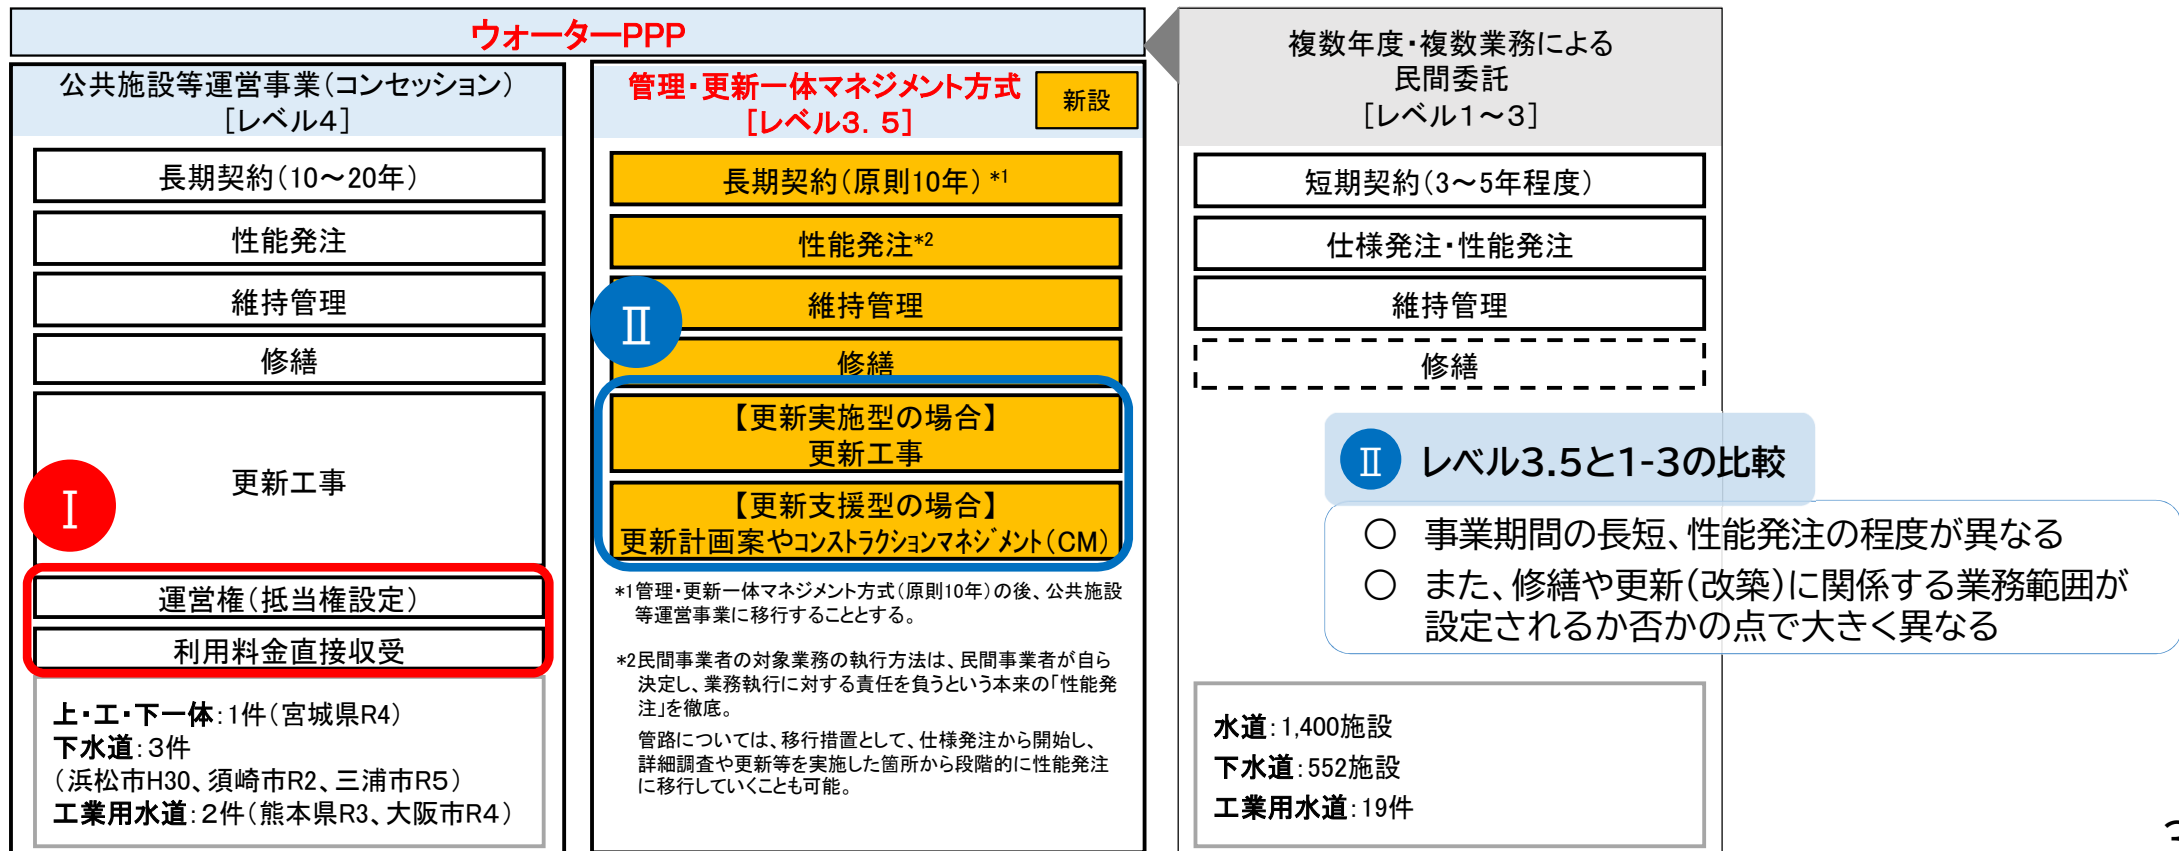 ウォーターPPP
公共施設等運営事業(コンセッション)
[レベル4]
長期契約(10～20年)
性能発注
維持管理
修繕
更新工事
Ⅰ
運営権(抵当権設定)
利用料金直接収受
上・工・下一体:1件(宮城県R4)
下水道:3件
(浜松市H30、須崎市R2、三浦市R5)
工業用水道:2件(熊本県R3、大阪市R4)
管理・更新一体マネジメント方式
[レベル3.5]
新設
長期契約(原則10年)*1
性能発注*2
維持管理
Ⅱ
修繕
【更新実施型の場合】
更新工事
【更新支援型の場合】
更新計画案やコンストラクションマネジメント(CM)
*1管理・更新一体マネジメント方式(原則10年)の後、公共施設
等運営事業に移行することとする。
*2民間事業者の対象業務の執行方法は、民間事業者が自ら
決定し、業務執行に対する責任を負うという本来の「性能発
注」を徹底。
管路については、移行措置として、仕様発注から開始し、
詳細調査や更新等を実施した箇所から段階的に性能発注
に移行していくことも可能。
複数年度・複数業務による
民間委託
[レベル1～3]
短期契約(3～5年程度)
仕様発注・性能発注
維持管理
修繕
Ⅱ レベル3.5と1-3の比較
○ 事業期間の長短、性能発注の程度が異なる
○ また、修繕や更新(改築)に関係する業務範囲が
設定されるか否かの点で大きく異なる
水道:1,400施設
下水道:552施設
工業用水道:19件